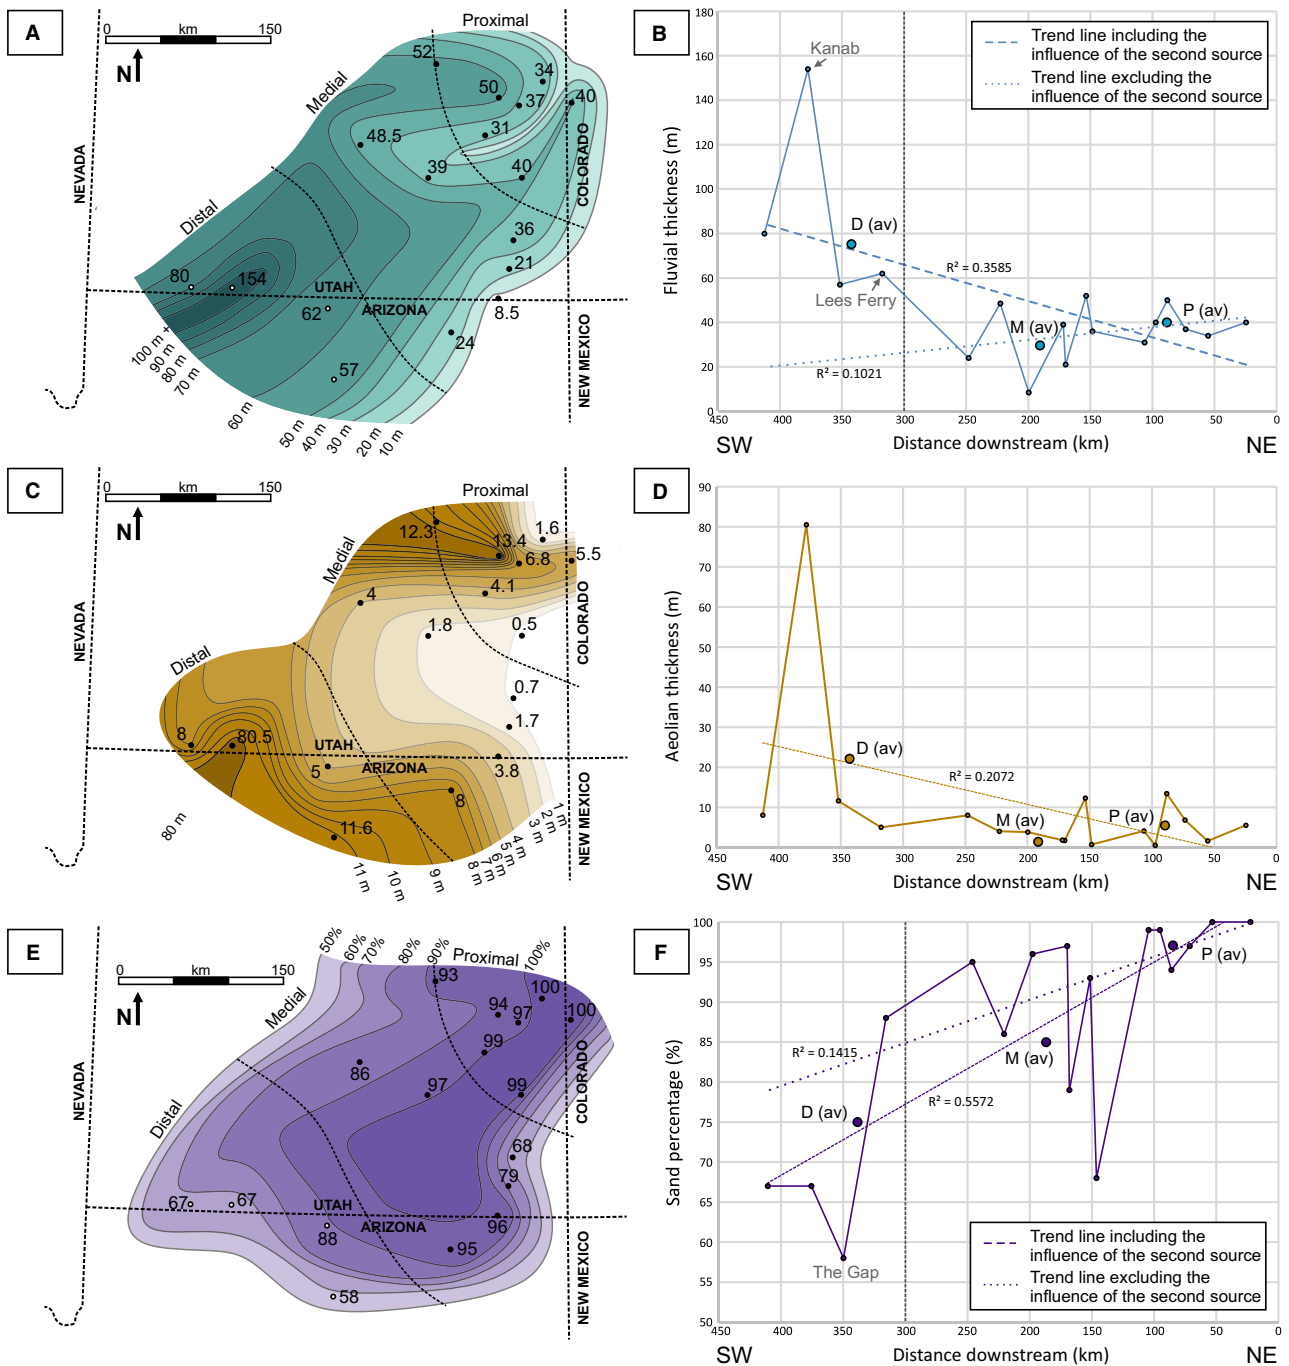 A
0 km 150
N
Proximal
Medial
Distal
NEVADA
COLORADO
UTAH
ARIZONA
NEW MEXICO
52
34
50
37
40
31
48.5
39
40
36
21
80
154
62
8.5
24
57
100 m +
90 m
80 m
70 m
60 m
50 m
40 m
30 m
20 m
10 m
B
Fluvial thickness (m)
180
160
140
120
100
80
60
40
20
0
Kanab
Trend line including the
influence of the second source
Trend line excluding the
influence of the second source
D (av)
R² = 0.3585
Lees Ferry
M (av)
P (av)
R² = 0.1021
450 400 350 300 250 200 150 100 50 0
SW Distance downstream (km) NE
C
0 km 150
N
Proximal
Medial
Distal
NEVADA
COLORADO
UTAH
ARIZONA
NEW MEXICO
12.3
1.6
13.4
6.8
5.5
4
4.1
1.8
0.5
0.7
1.7
8
80.5
5
3.8
8
11.6
80 m
11 m
10 m
9 m
8 m
7 m
6 m
5 m
4 m
3 m
2 m
1 m
D
Aeolian thickness (m)
90
80
70
60
50
40
30
20
10
0
D (av)
R² = 0.2072
M (av)
P (av)
450 400 350 300 250 200 150 100 50 0
SW Distance downstream (km) NE
E
0 km 150
N
50%
60%
70%
80%
90%
100%
Proximal
Medial
Distal
NEVADA
COLORADO
UTAH
ARIZONA
NEW MEXICO
93
100
94
97
100
99
86
97
99
68
79
67
67
88
96
95
58
F
Sand percentage (%)
100
95
90
85
80
75
70
65
60
55
50
P (av)
R² = 0.1415
M (av)
D (av)
R² = 0.5572
The Gap
Trend line including the
influence of the second source
Trend line excluding the
influence of the second source
450 400 350 300 250 200 150 100 50 0
SW Distance downstream (km) NE